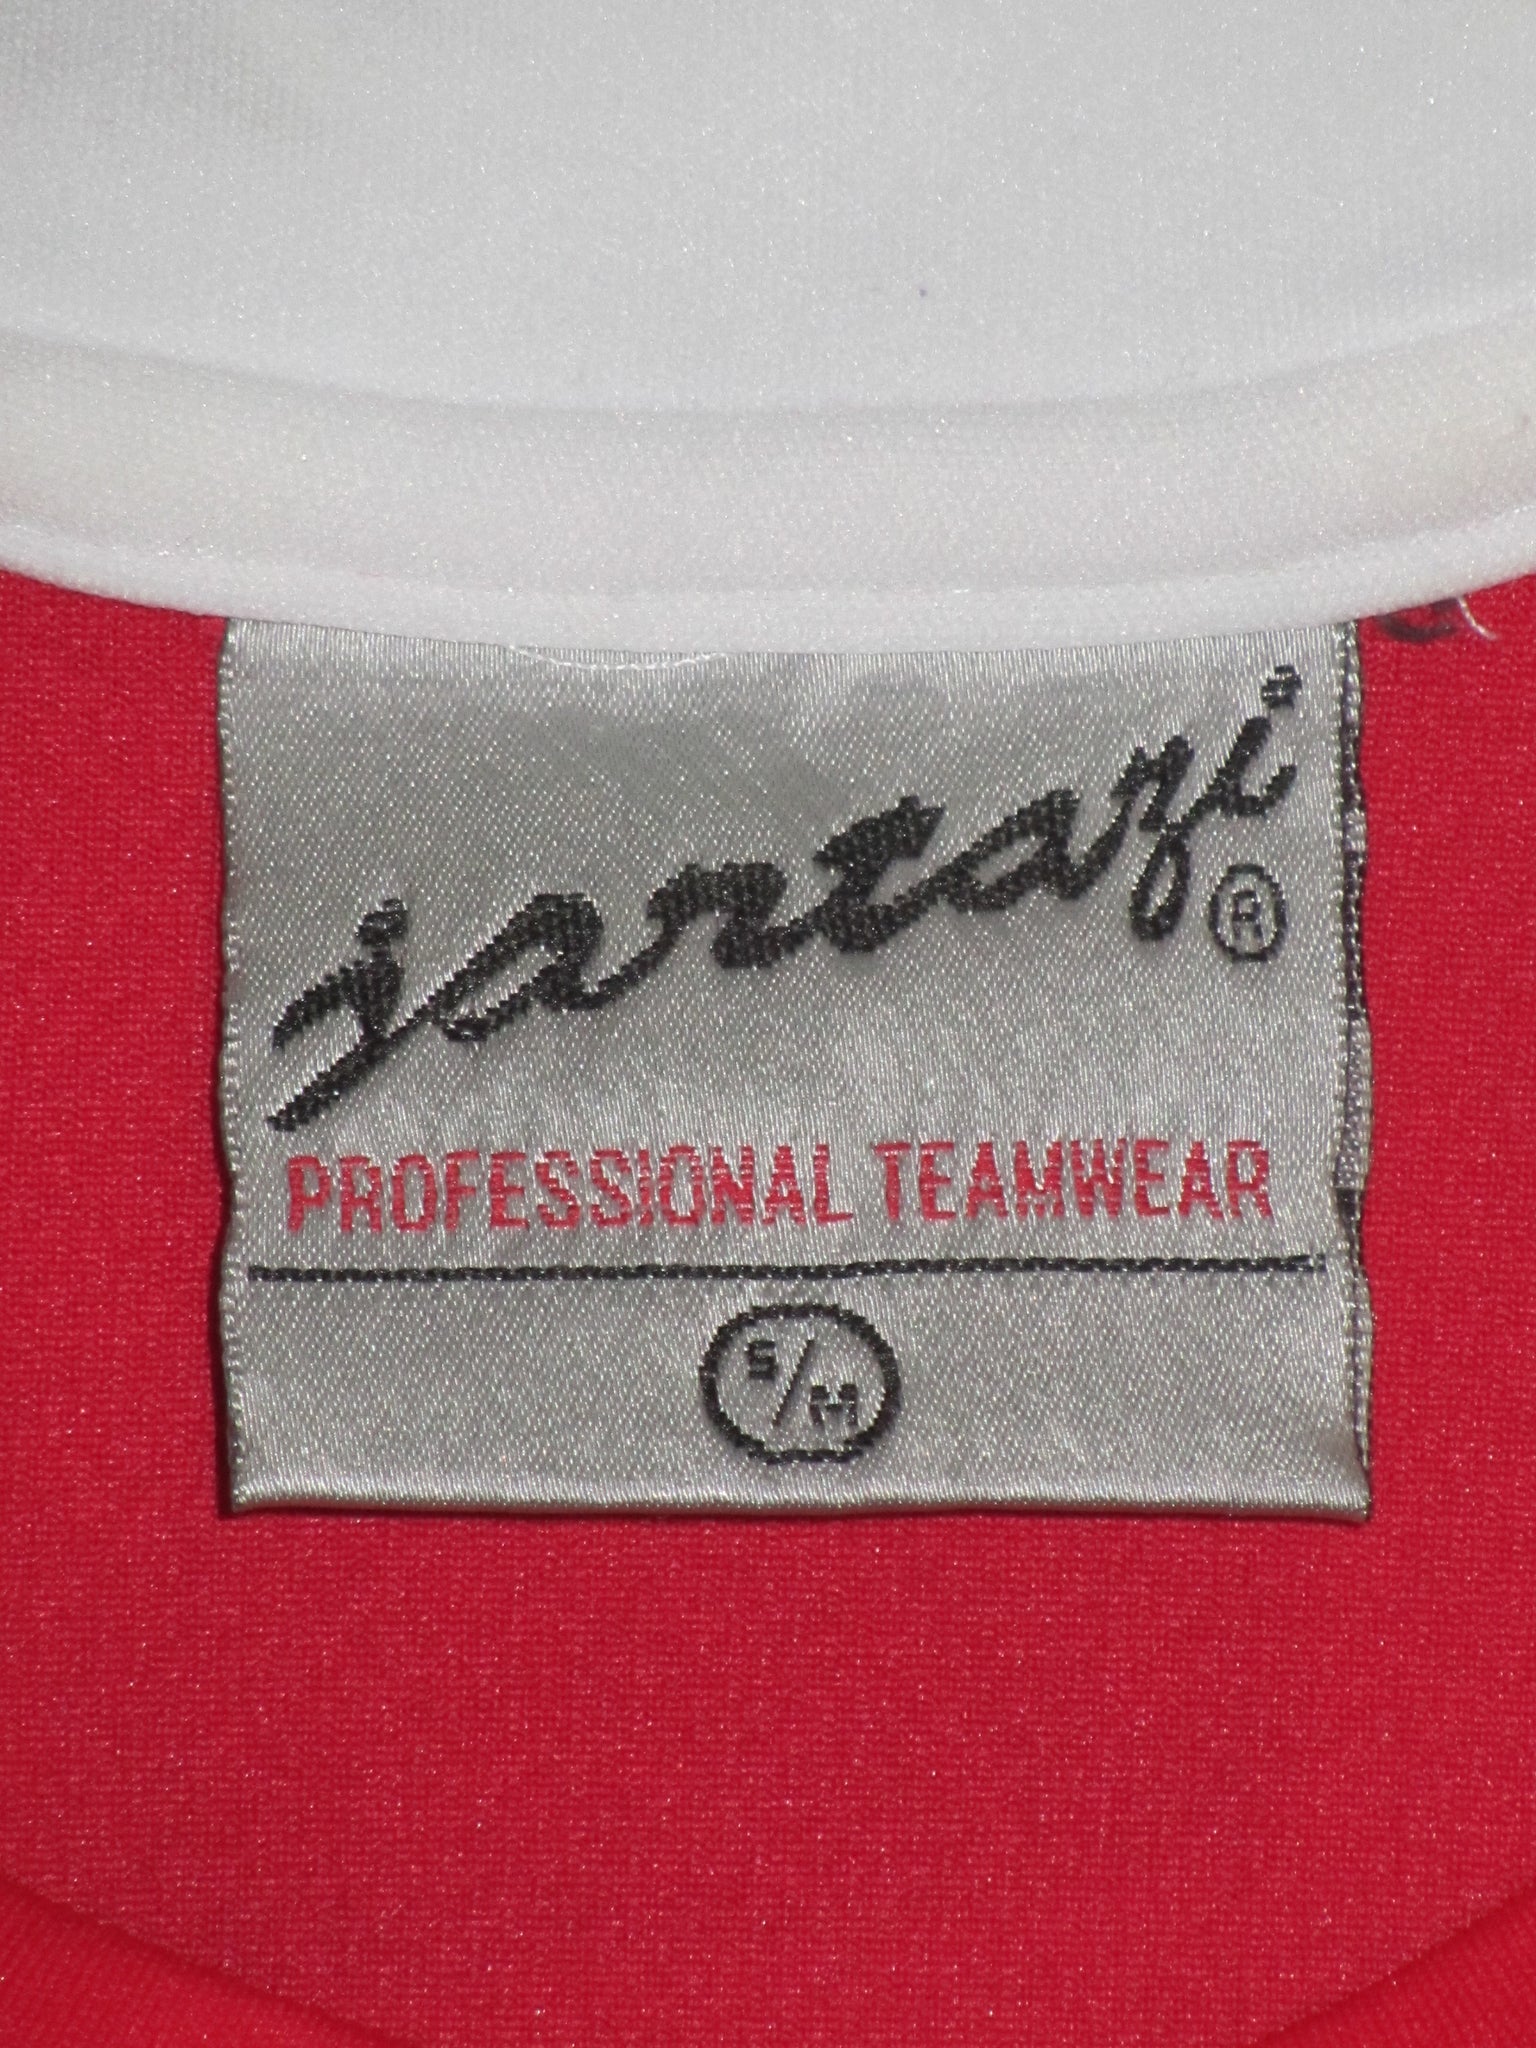 jartazi
®
PROFESSIONAL TEAMWEAR
S/M